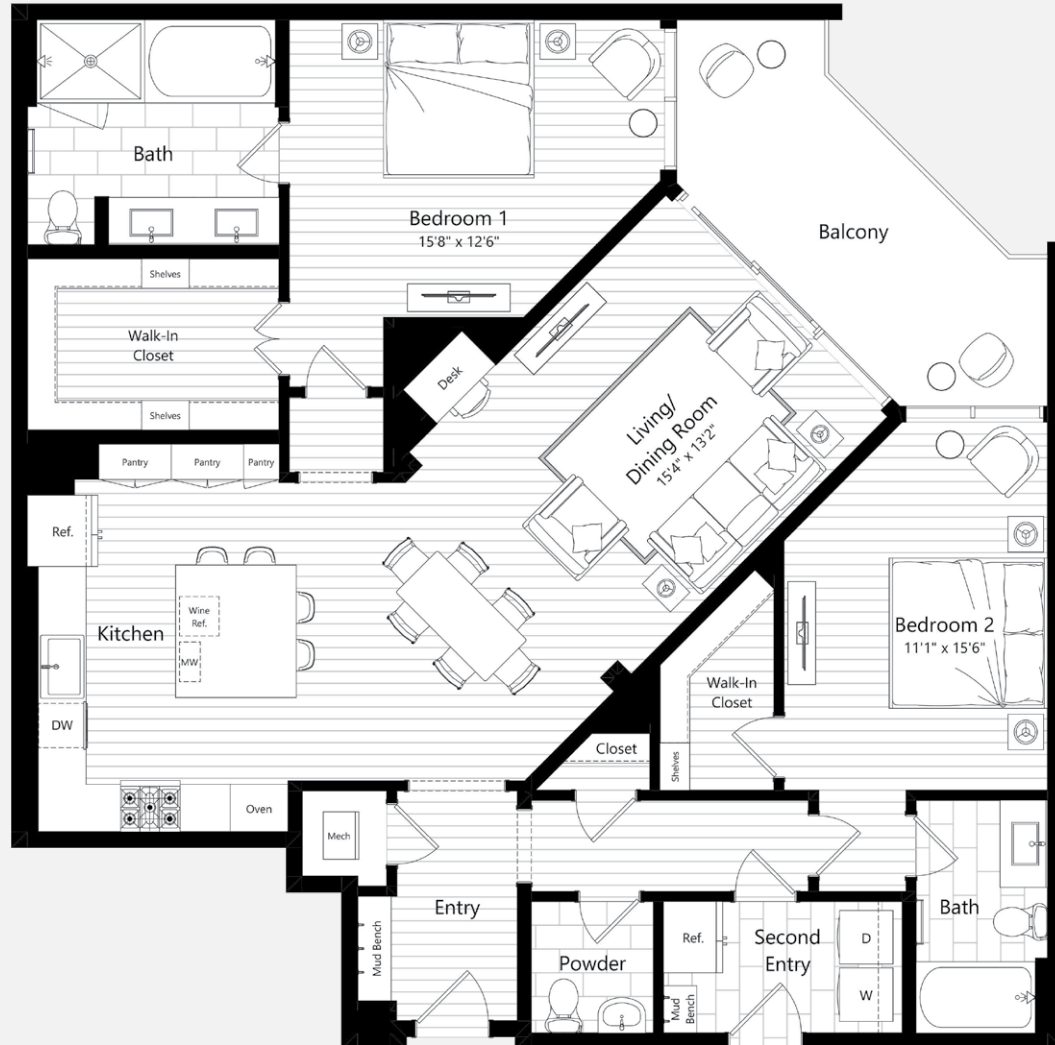 Bath
Bedroom 1
15'8" x 12'6"
Balcony
Shelves
Walk-In
Closet
Shelves
Desk
Living/
Dining Room
15'4" x 13'2"
Pantry
Pantry
Pantry
Ref.
Wine
Ref.
Kitchen
MW
DW
Oven
Bedroom 2
11'1" x 15'6"
Walk-In
Closet
Shelves
Closet
Mech
Entry
Mud Bench
Powder
Ref.
Second
Entry
Mud
Bench
D
W
Bath